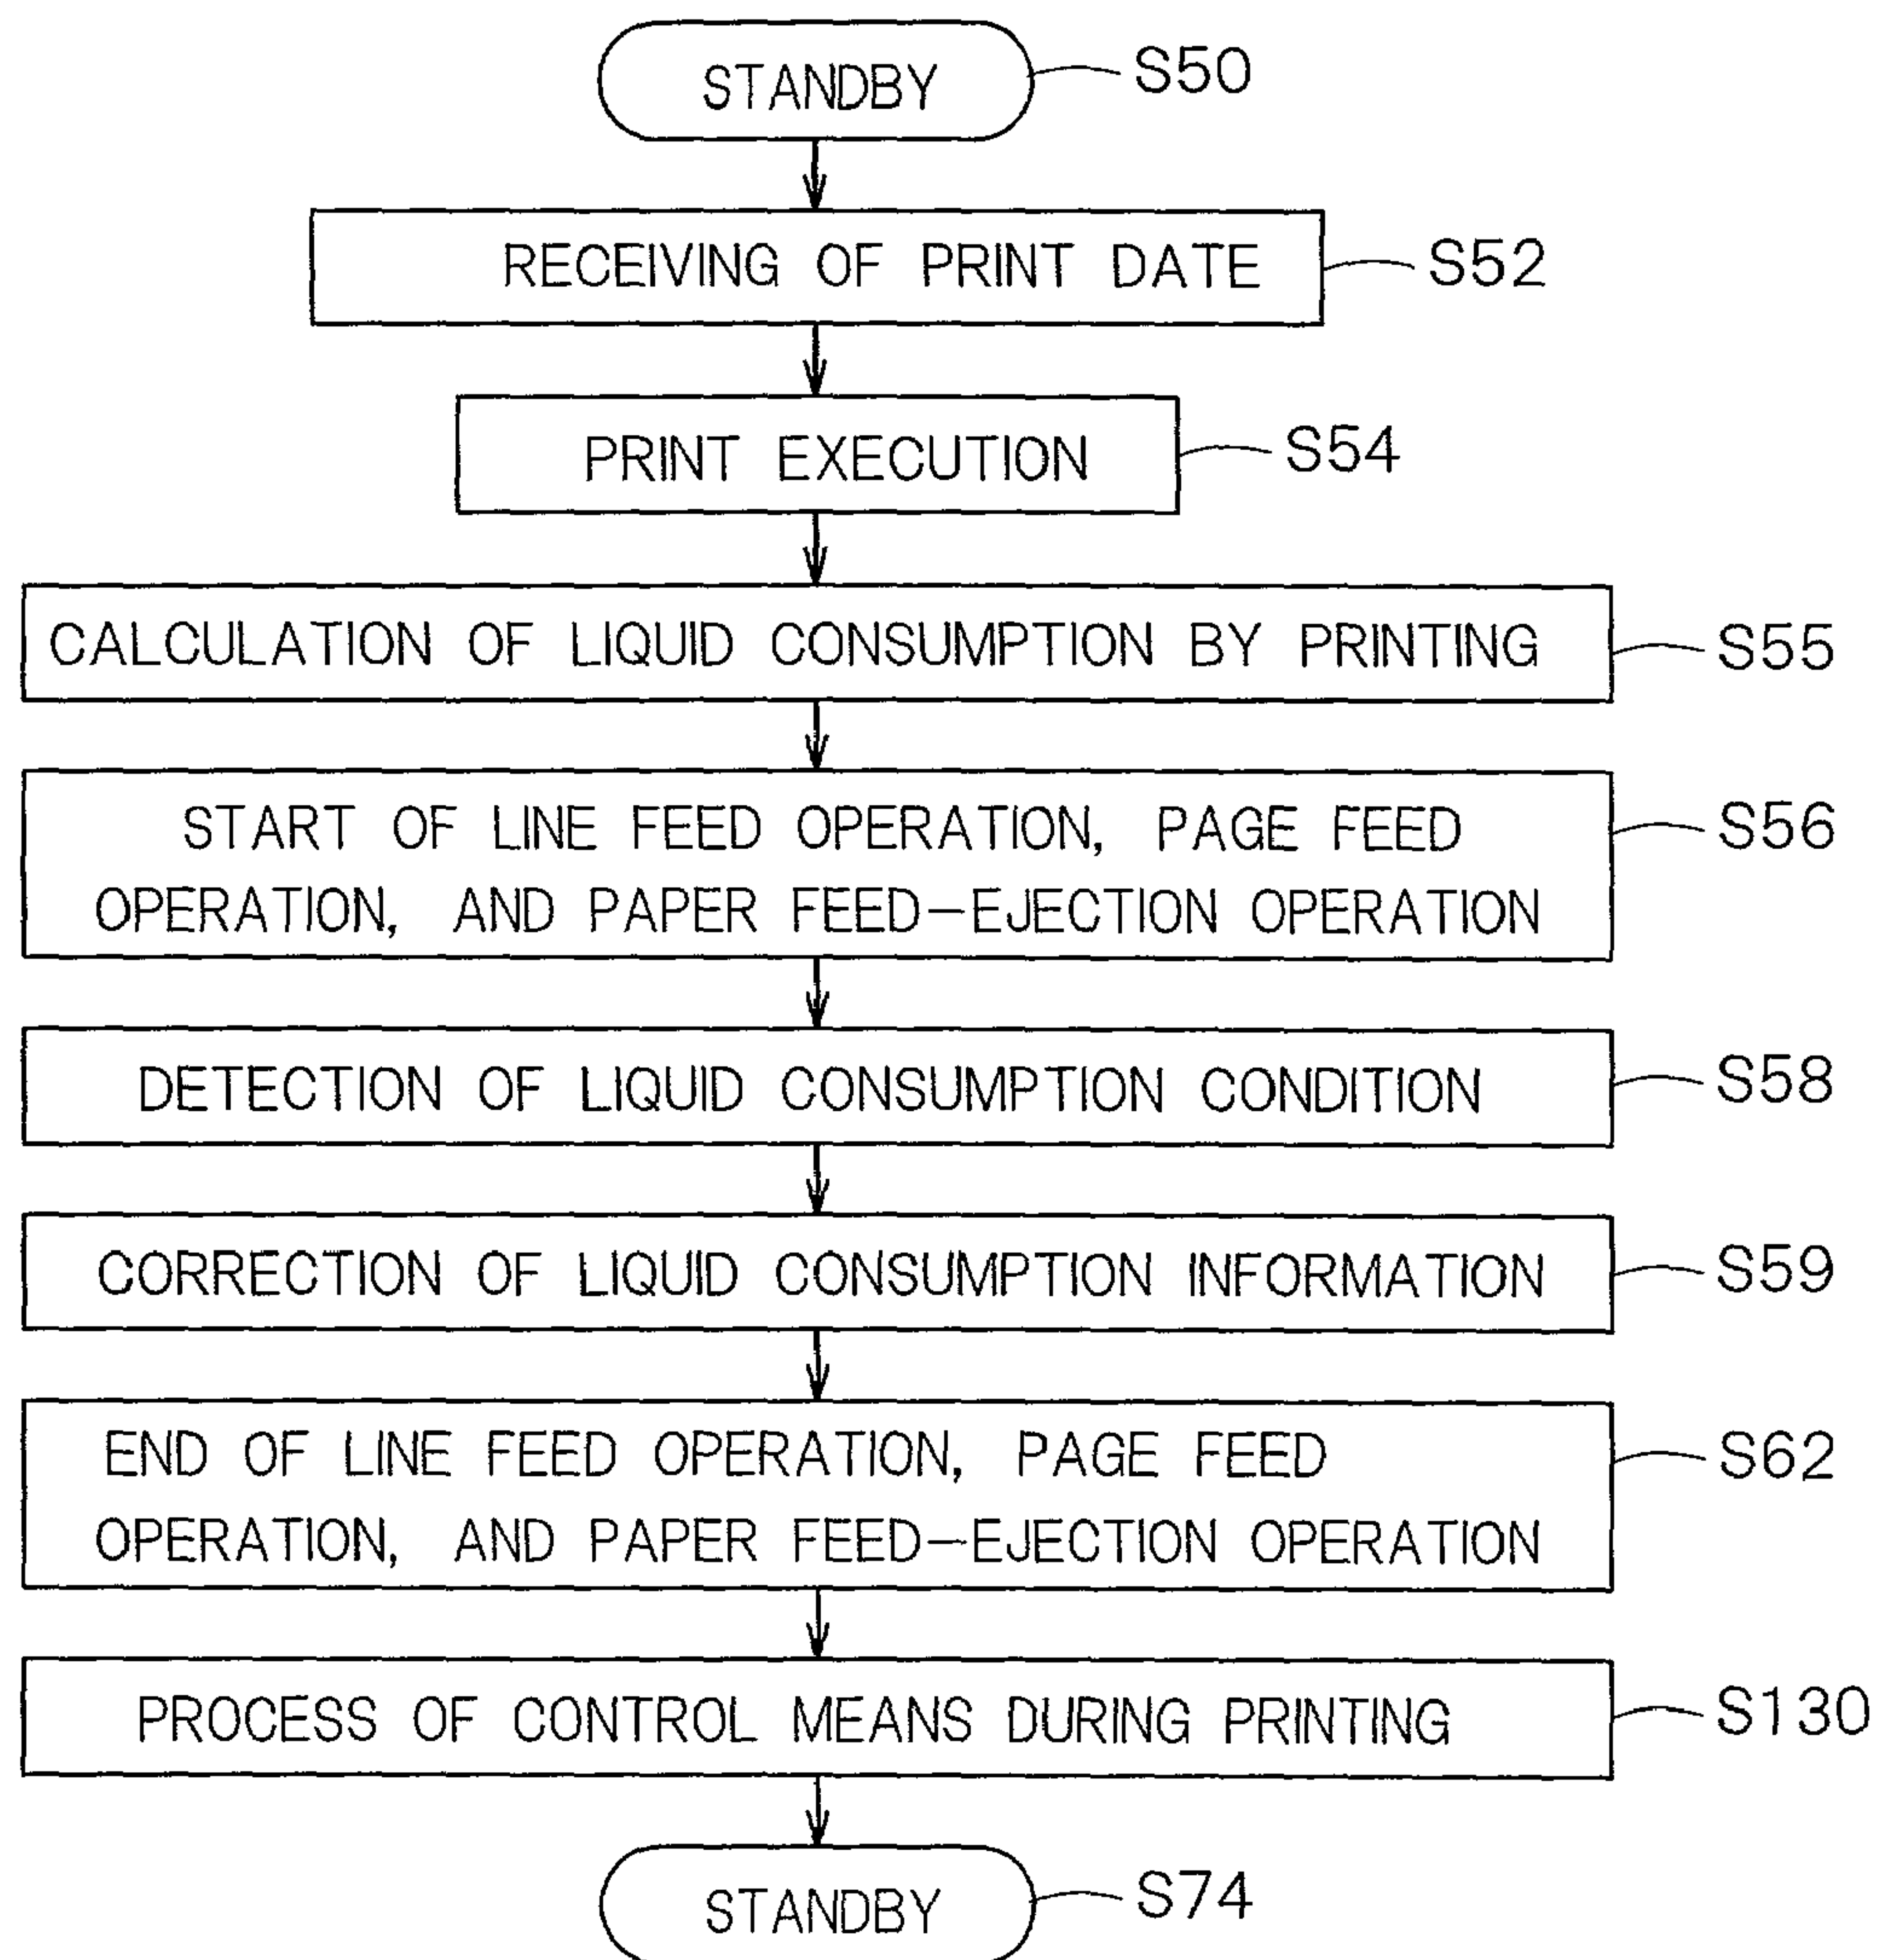 STANDBY S50
RECEIVING OF PRINT DATE S52
PRINT EXECUTION S54
CALCULATION OF LIQUID CONSUMPTION BY PRINTING S55
START OF LINE FEED OPERATION, PAGE FEED S56
OPERATION, AND PAPER FEED-EJECTION OPERATION
DETECTION OF LIQUID CONSUMPTION CONDITION S58
CORRECTION OF LIQUID CONSUMPTION INFORMATION S59
END OF LINE FEED OPERATION, PAGE FEED S62
OPERATION, AND PAPER FEED-EJECTION OPERATION
PROCESS OF CONTROL MEANS DURING PRINTING S130
STANDBY S74